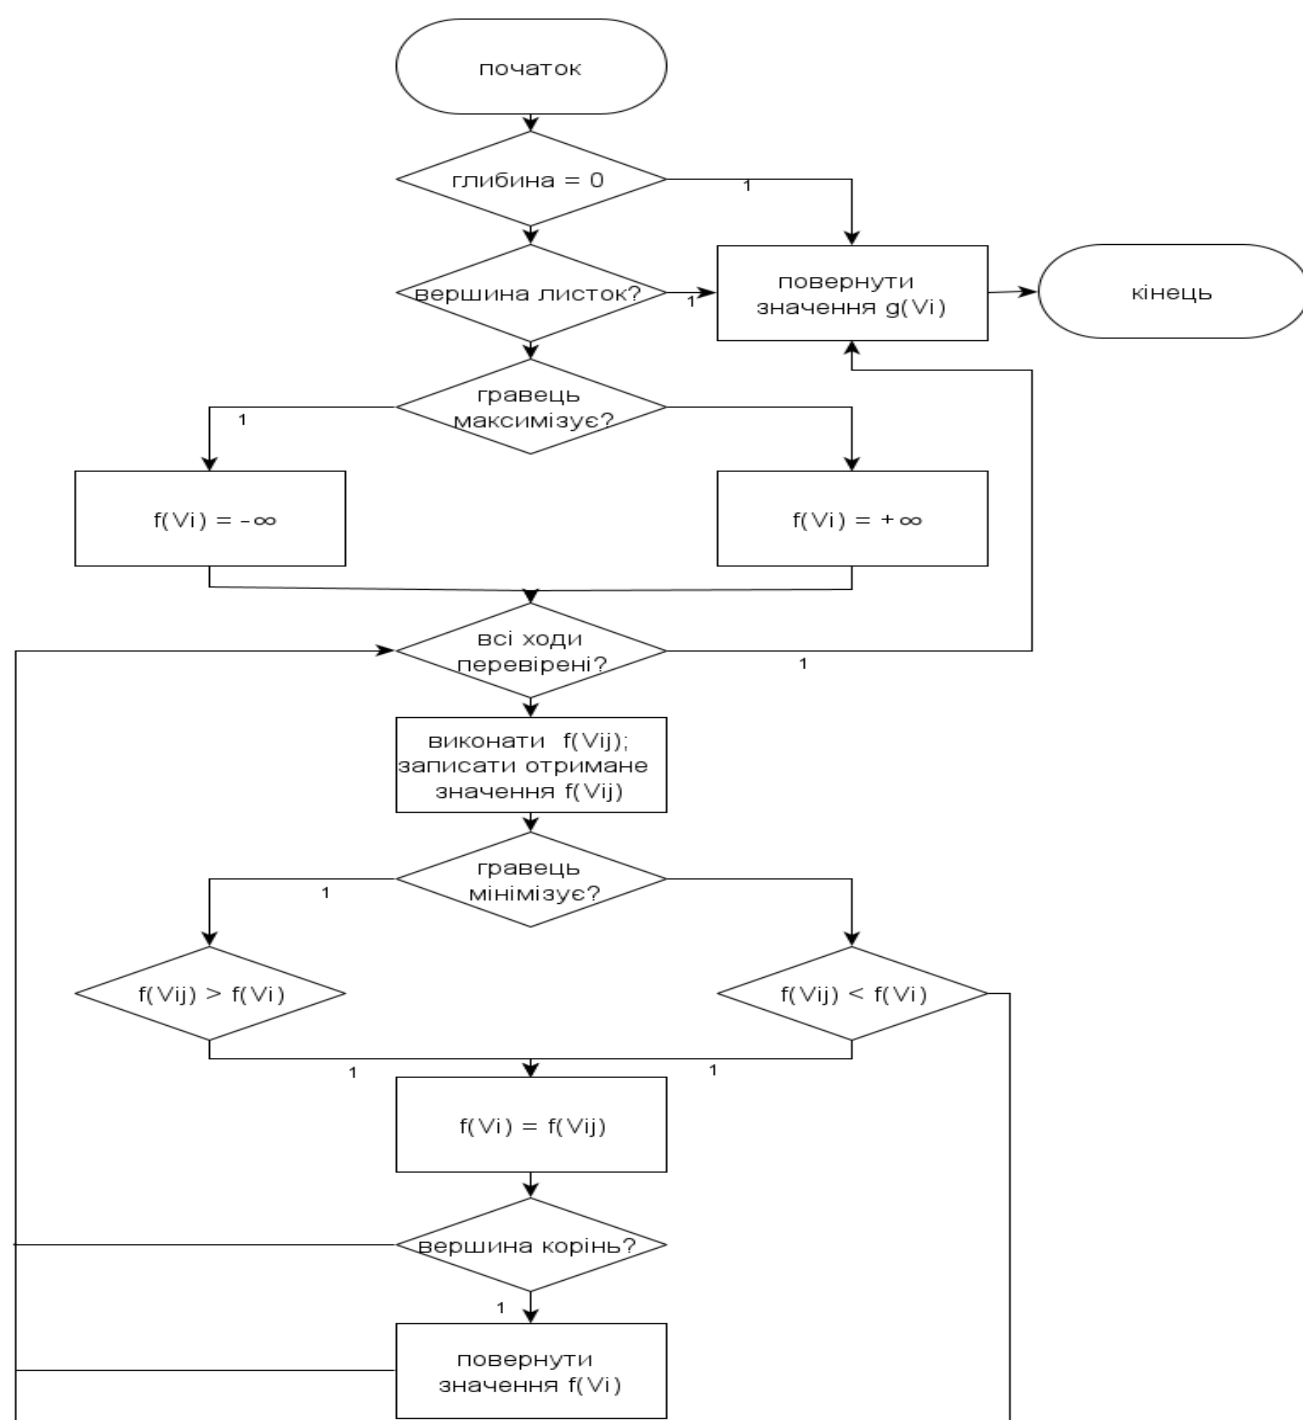 початок
глибина = 0
1
вершина листок?
1
повернути
значення g(Vi)
кінець
гравець
максимізує?
1
f(Vi) = -∞
f(Vi) = +∞
всі ходи
перевірені?
1
виконати f(Vij);
записати отримане
значення f(Vij)
гравець
мінімізує?
1
f(Vij) > f(Vi)
f(Vij) < f(Vi)
1
1
f(Vi) = f(Vij)
вершина корінь?
1
повернути
значення f(Vi)